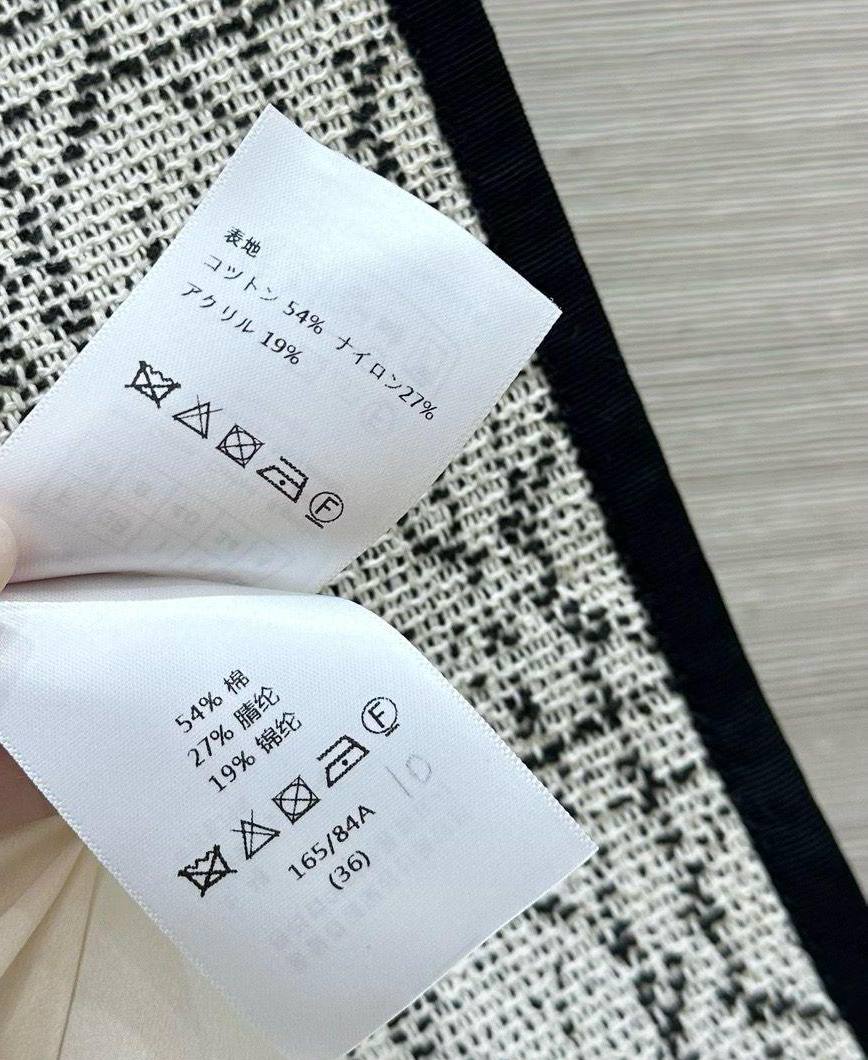 表地
コツトン 54% ナイロン27%
アクリル 19%
F
54% 棉
27% 腈纶
19% 锦纶
F
165/84A
(36)